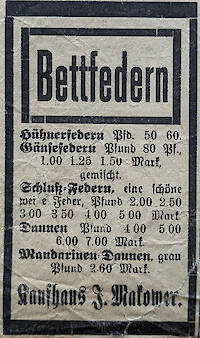 Bettfedern
Hühnerfedern Pfd. 50 60.
Gänsefedern Pfund 80 Pf.,
1.00 1.25 1.50 Mark,
gemischt.
Schluß-Federn, eine schöne
wei e Feder, Pfund 2.00 2 50
3 00 3 50 4 00 5 00 Mark
Daunen Pfund 4 00 5 00
6.00 7 00 Mark.
Mandarinen-Daunen, grau
Pfund 2.60 Mark.
Kaufhaus J. Makower.